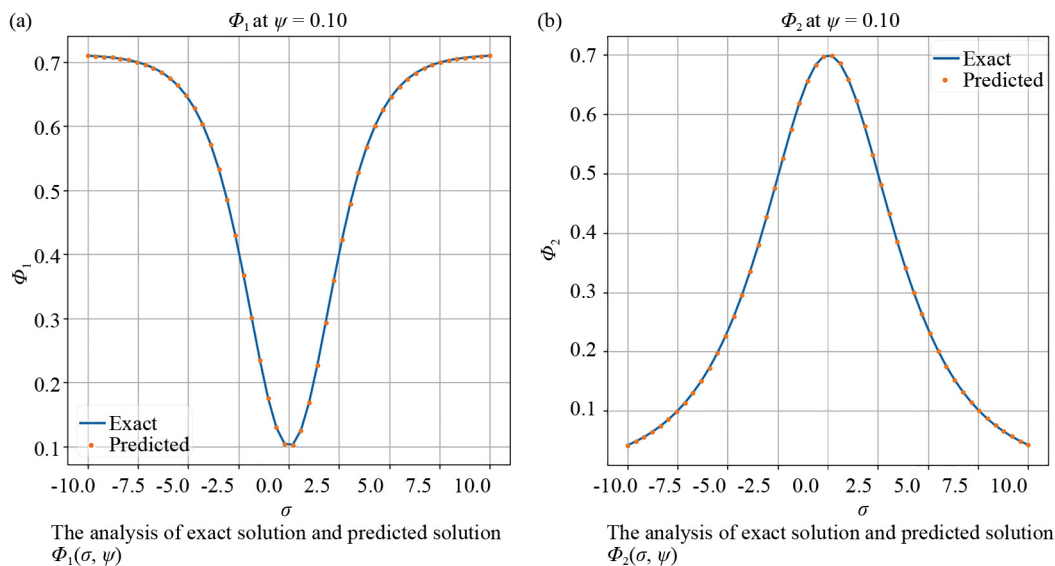 (a)
Φ₁ at ψ = 0.10
0.7
0.6
0.5
0.4
0.3
0.2
0.1
Φ₁
Exact
Predicted
-10.0 -7.5 -5.0 -2.5 0.0 2.5 5.0 7.5 10.0
σ
The analysis of exact solution and predicted solution
Φ₁(σ, ψ)
(b)
Φ₂ at ψ = 0.10
0.7
0.6
0.5
0.4
0.3
0.2
0.1
Φ₂
Exact
Predicted
-10.0 -7.5 -5.0 -2.5 0.0 2.5 5.0 7.5 10.0
σ
The analysis of exact solution and predicted solution
Φ₂(σ, ψ)